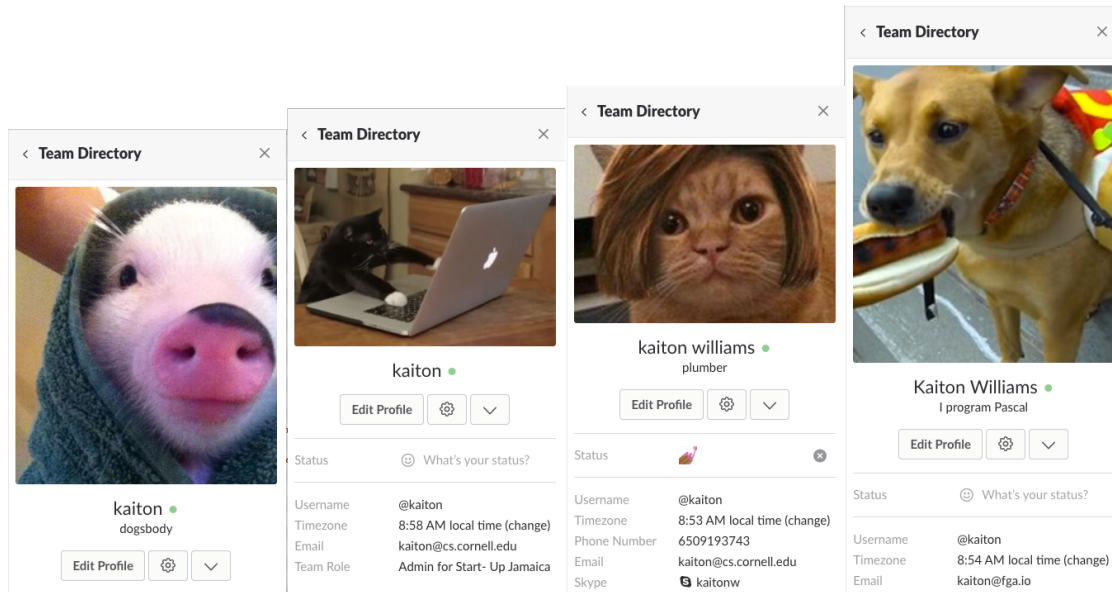 Team Directory
kaiton
dogsbody
Edit Profile
Team Directory
kaiton
Edit Profile
Status What's your status?
Username @kaiton
Timezone 8:58 AM local time (change)
Email kaiton@cs.cornell.edu
Team Role Admin for Start- Up Jamaica
Team Directory
kaiton williams
plumber
Edit Profile
Status
Username @kaiton
Timezone 8:53 AM local time (change)
Phone Number 6509193743
Email kaiton@cs.cornell.edu
Skype kaitonw
Team Directory
Kaiton Williams
I program Pascal
Edit Profile
Status What's your status?
Username @kaiton
Timezone 8:54 AM local time (change)
Email kaiton@fga.io